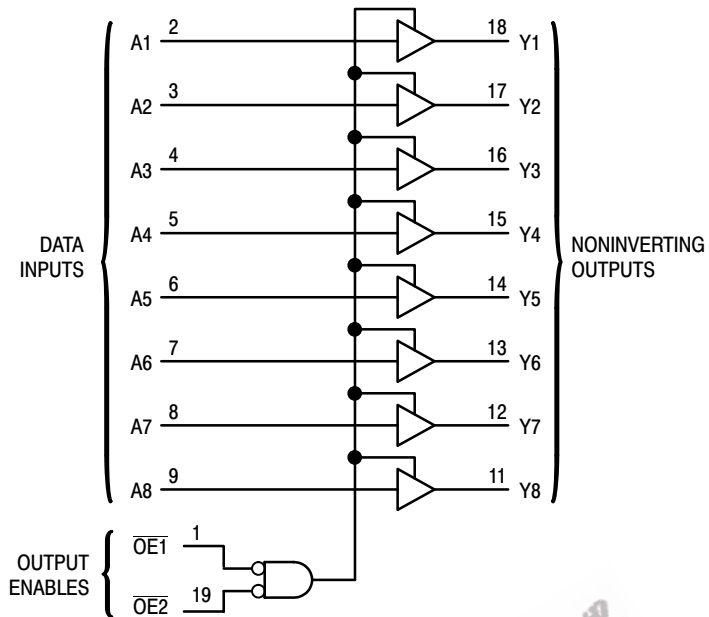 A1 2 18 Y1
A2 3 17 Y2
A3 4 16 Y3
A4 5 15 Y4
DATA INPUTS
NONINVERTING OUTPUTS
A5 6 14 Y5
A6 7 13 Y6
A7 8 12 Y7
A8 9 11 Y8
OUTPUT ENABLES
OE1 1
OE2 19